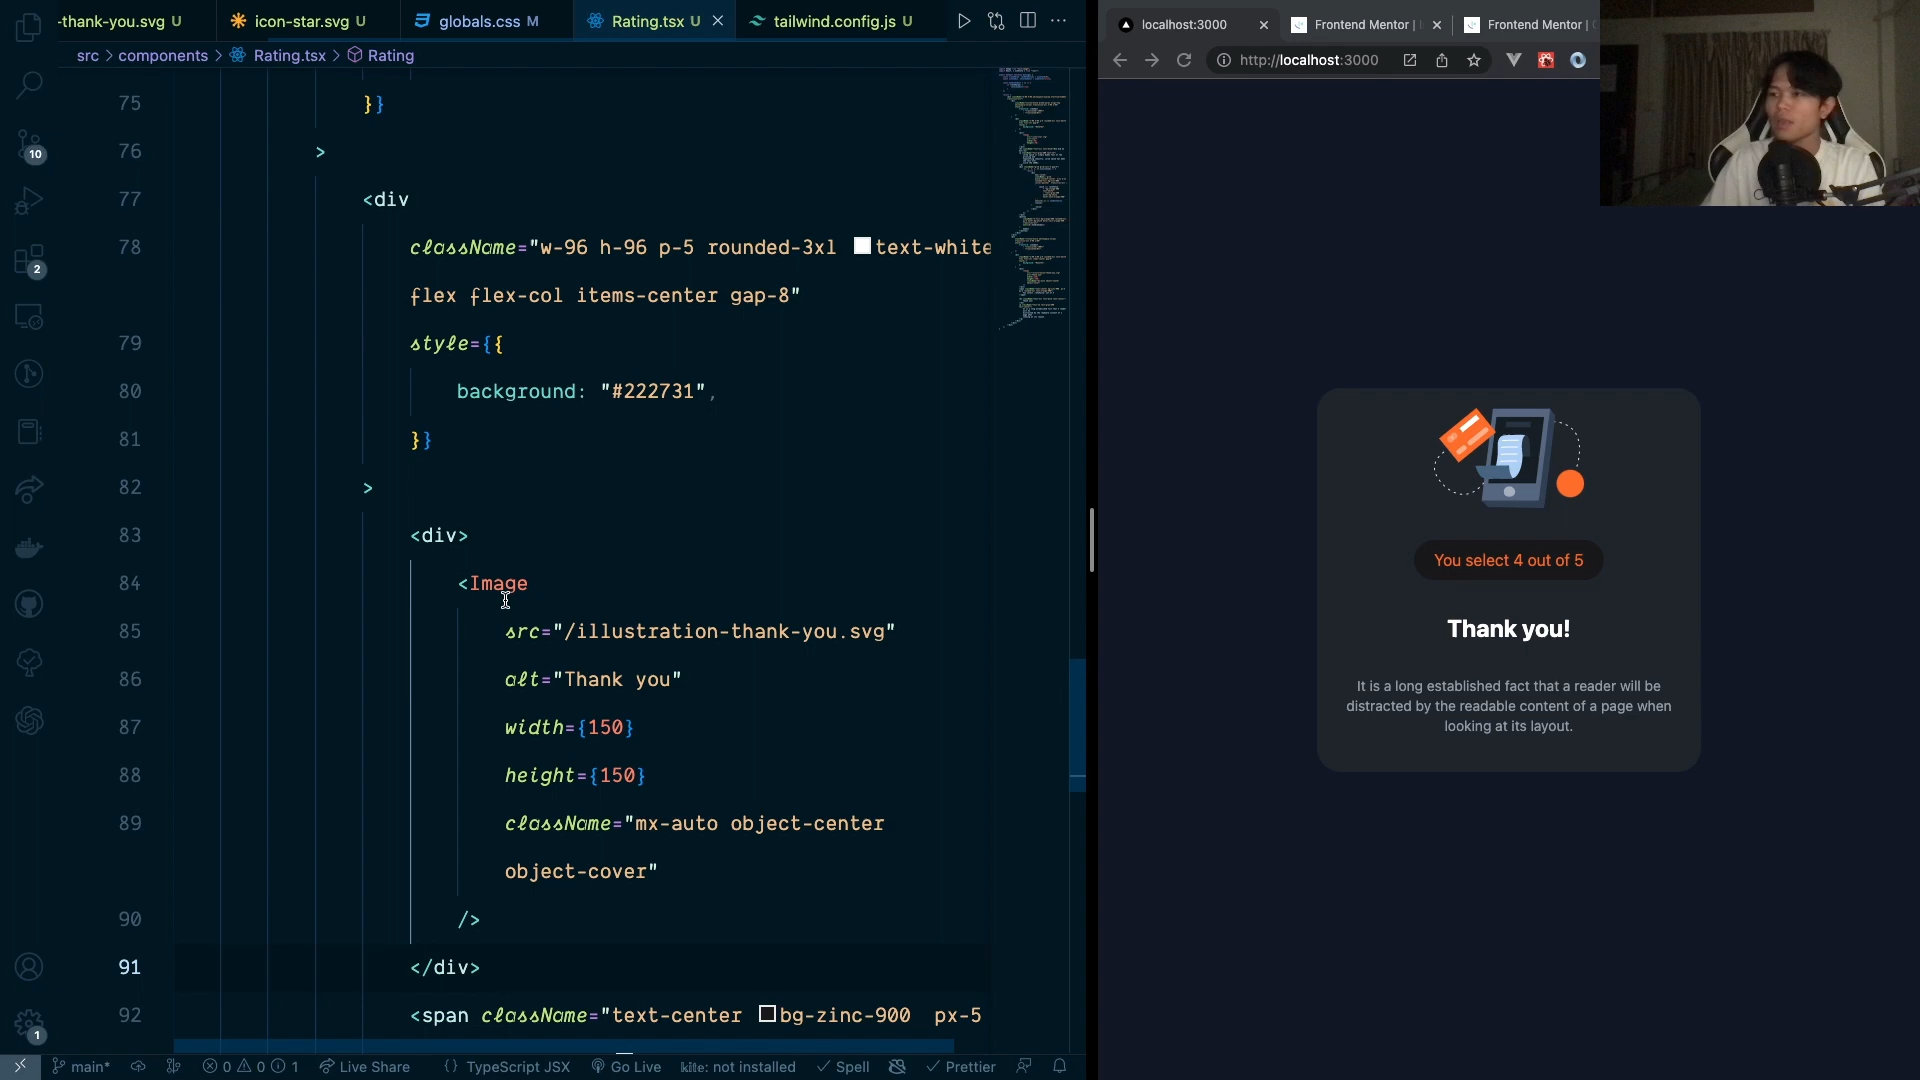 -thank-you.svg U
icon-star.svg U
globals.css M
Rating.tsx U
tailwind.config.js U
src > components > Rating.tsx > Rating
75 }}
76 >
77 <div
78 className="w-96 h-96 p-5 rounded-3xl text-white
flex flex-col items-center gap-8"
79 style={{
80 background: "#222731",
81 }}
82 >
83 <div>
84 <Image
85 src="/illustration-thank-you.svg"
86 alt="Thank you"
87 width={150}
88 height={150}
89 className="mx-auto object-center
object-cover"
90 />
91 </div>
92 <span className="text-center bg-zinc-900 px-5
10
2
1
main*
0 0 1
Live Share
{} TypeScript JSX
Go Live
kite: not installed
Spell
Prettier
localhost:3000
Frontend Mentor |
Frontend Mentor |
http://localhost:3000
You select 4 out of 5
Thank you!
It is a long established fact that a reader will be
distracted by the readable content of a page when
looking at its layout.